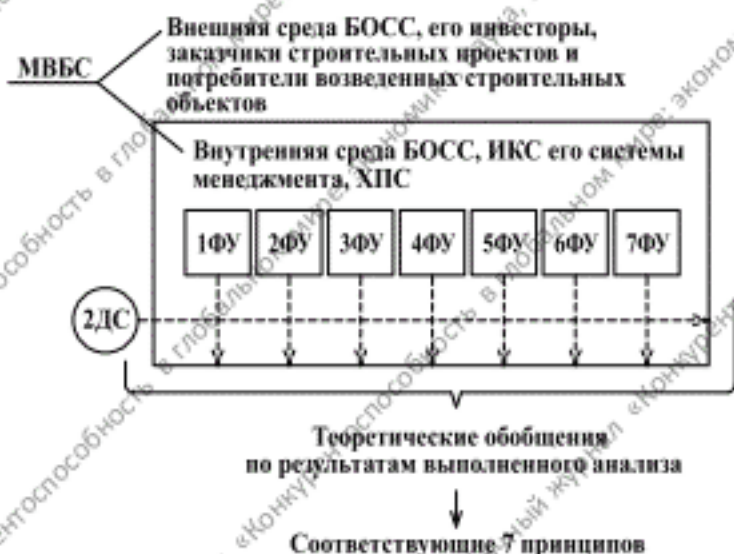 Внешняя среда БОСС, его инвесторы,
заказчики строительных проектов и
МВБС
потребители возведенных строительных
объектов
Внутренняя среда БОСС, ИКС его системы
менеджмента, ХПС
1ФУ 2ФУ 3ФУ 4ФУ 5ФУ 6ФУ 7ФУ
2ДС
Теоретические обобщения
по результатам выполненного анализа
Соответствующие 7 принципов